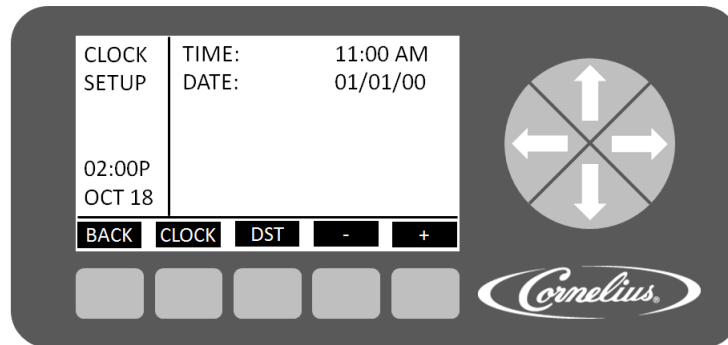 CLOCK SETUP
TIME: 11:00 AM
DATE: 01/01/00
02:00P
OCT 18
BACK CLOCK DST - +
Cornelius®